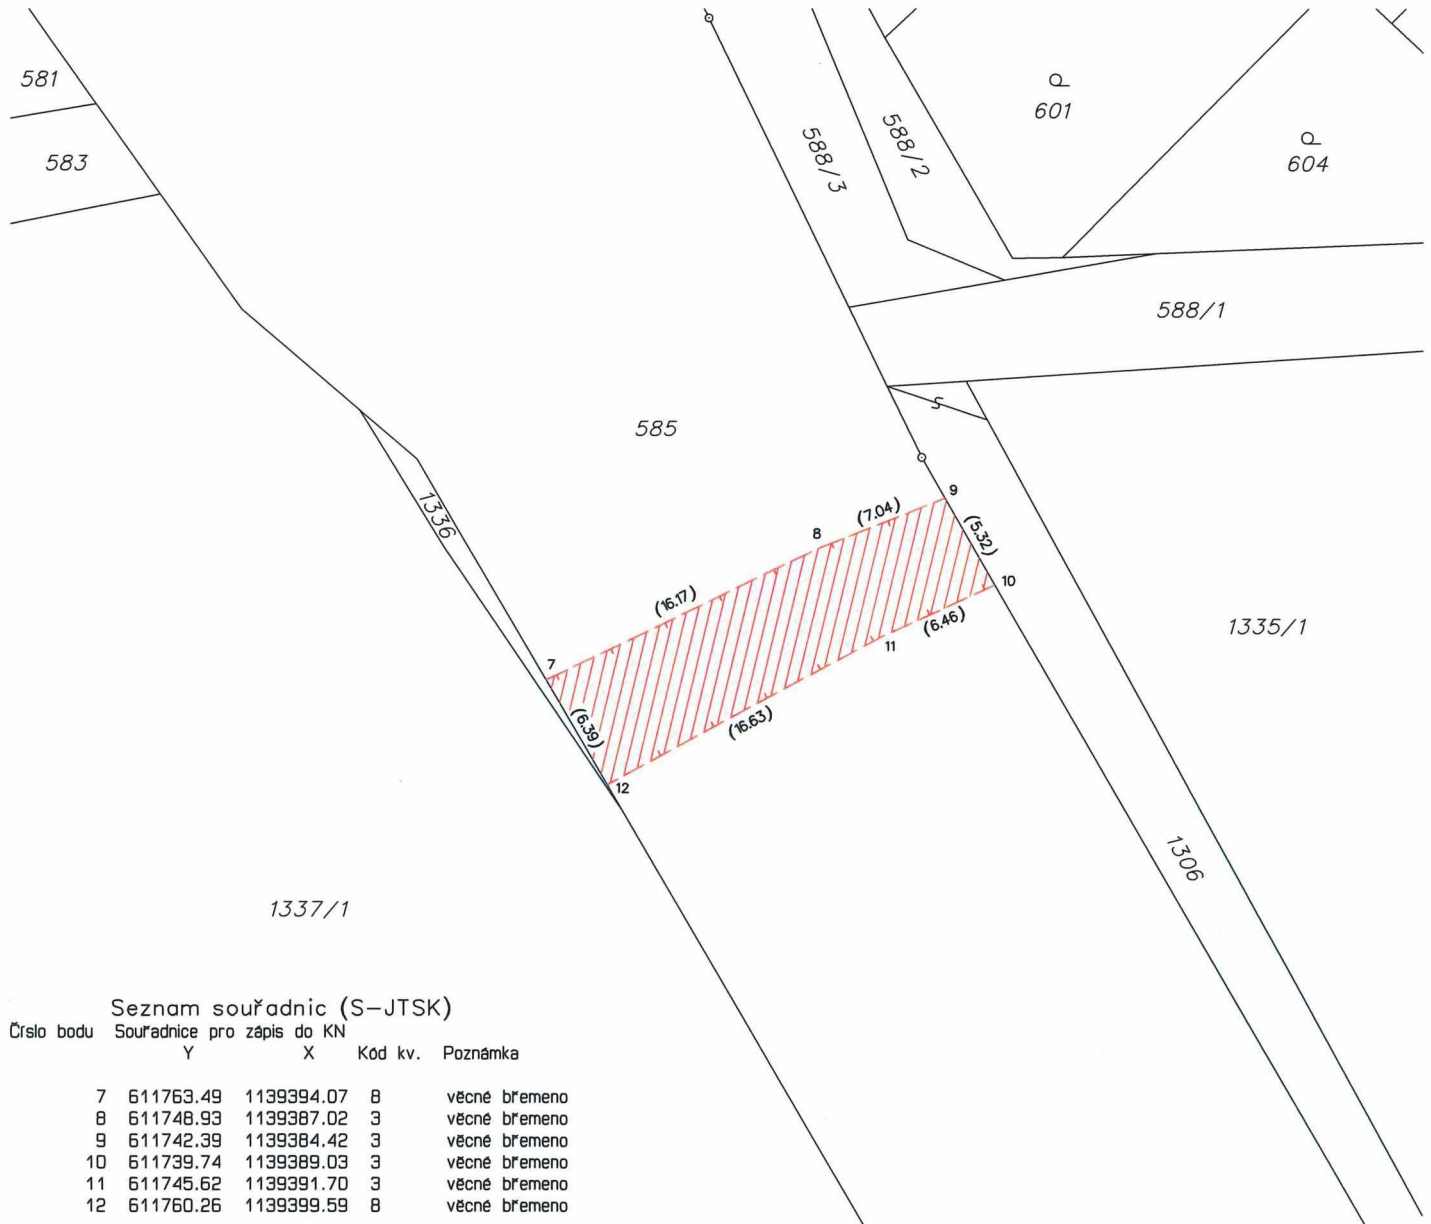 581
583
588/3
588/2
601
604
588/1
585
1336
9
(7.04)
8
(5.32)
10
(16.17)
(6.46)
1335/1
11
7
(6.39)
(16.63)
12
1306
1337/1
Seznam souřadnic (S-JTSK)
Číslo bodu Souřadnice pro zápis do KN
Y X Kód kv. Poznámka
7 611763.49 1139394.07 8 věcné břemeno
8 611748.93 1139387.02 3 věcné břemeno
9 611742.39 1139384.42 3 věcné břemeno
10 611739.74 1139389.03 3 věcné břemeno
11 611745.62 1139391.70 3 věcné břemeno
12 611760.26 1139399.59 8 věcné břemeno